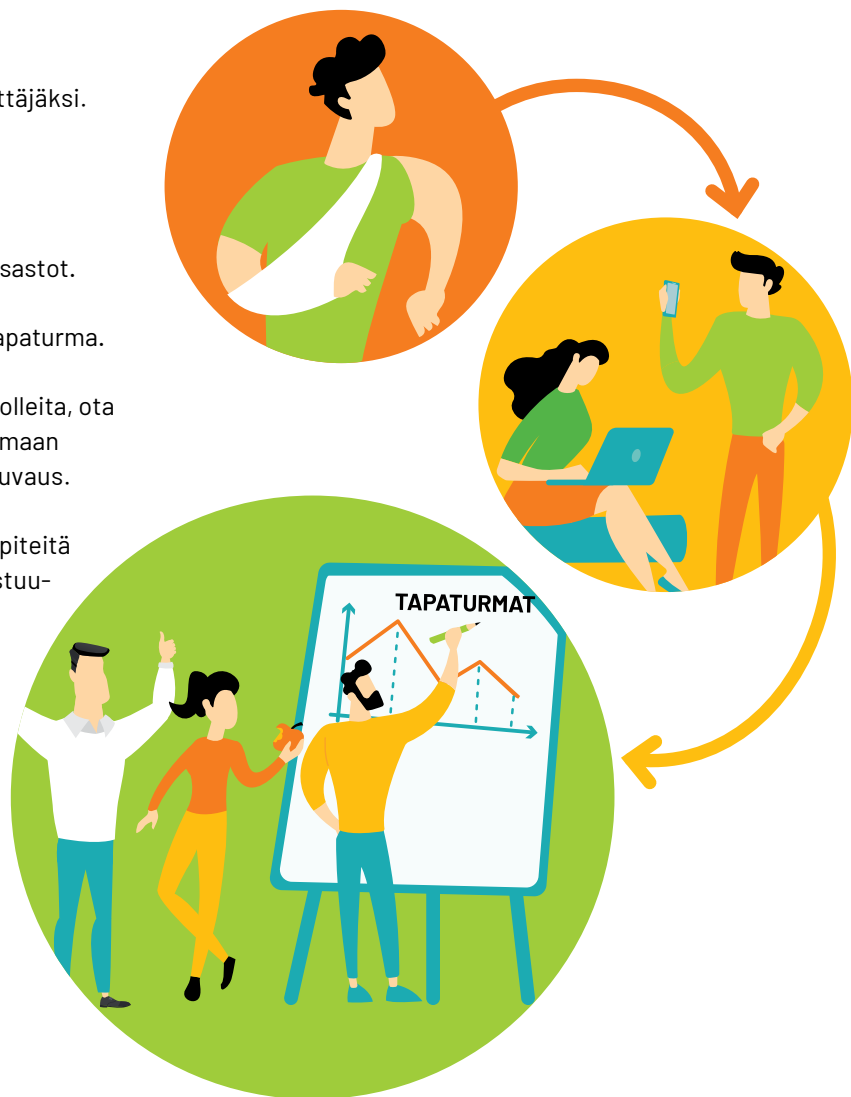 ttäjäksi.
sastot.
apaturma.
olleita, ota
maan
uvaus.
piteitä
stuu-
TAPATURMAT